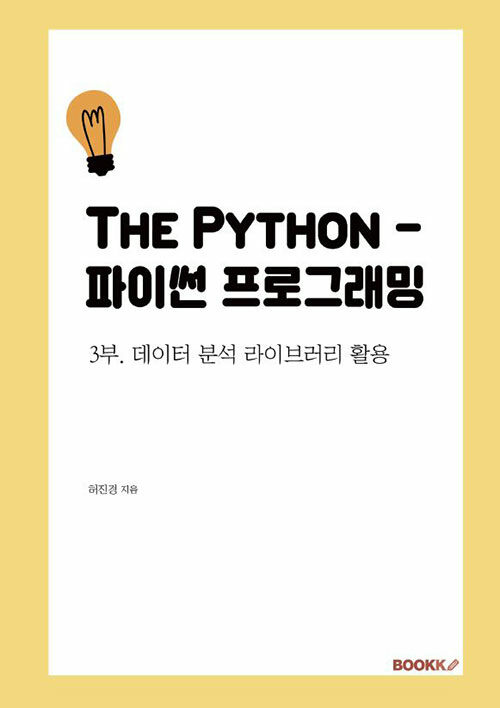 THE PYTHON -
파이썬 프로그래밍
3부. 데이터 분석 라이브러리 활용
허진경 지음
BOOKK